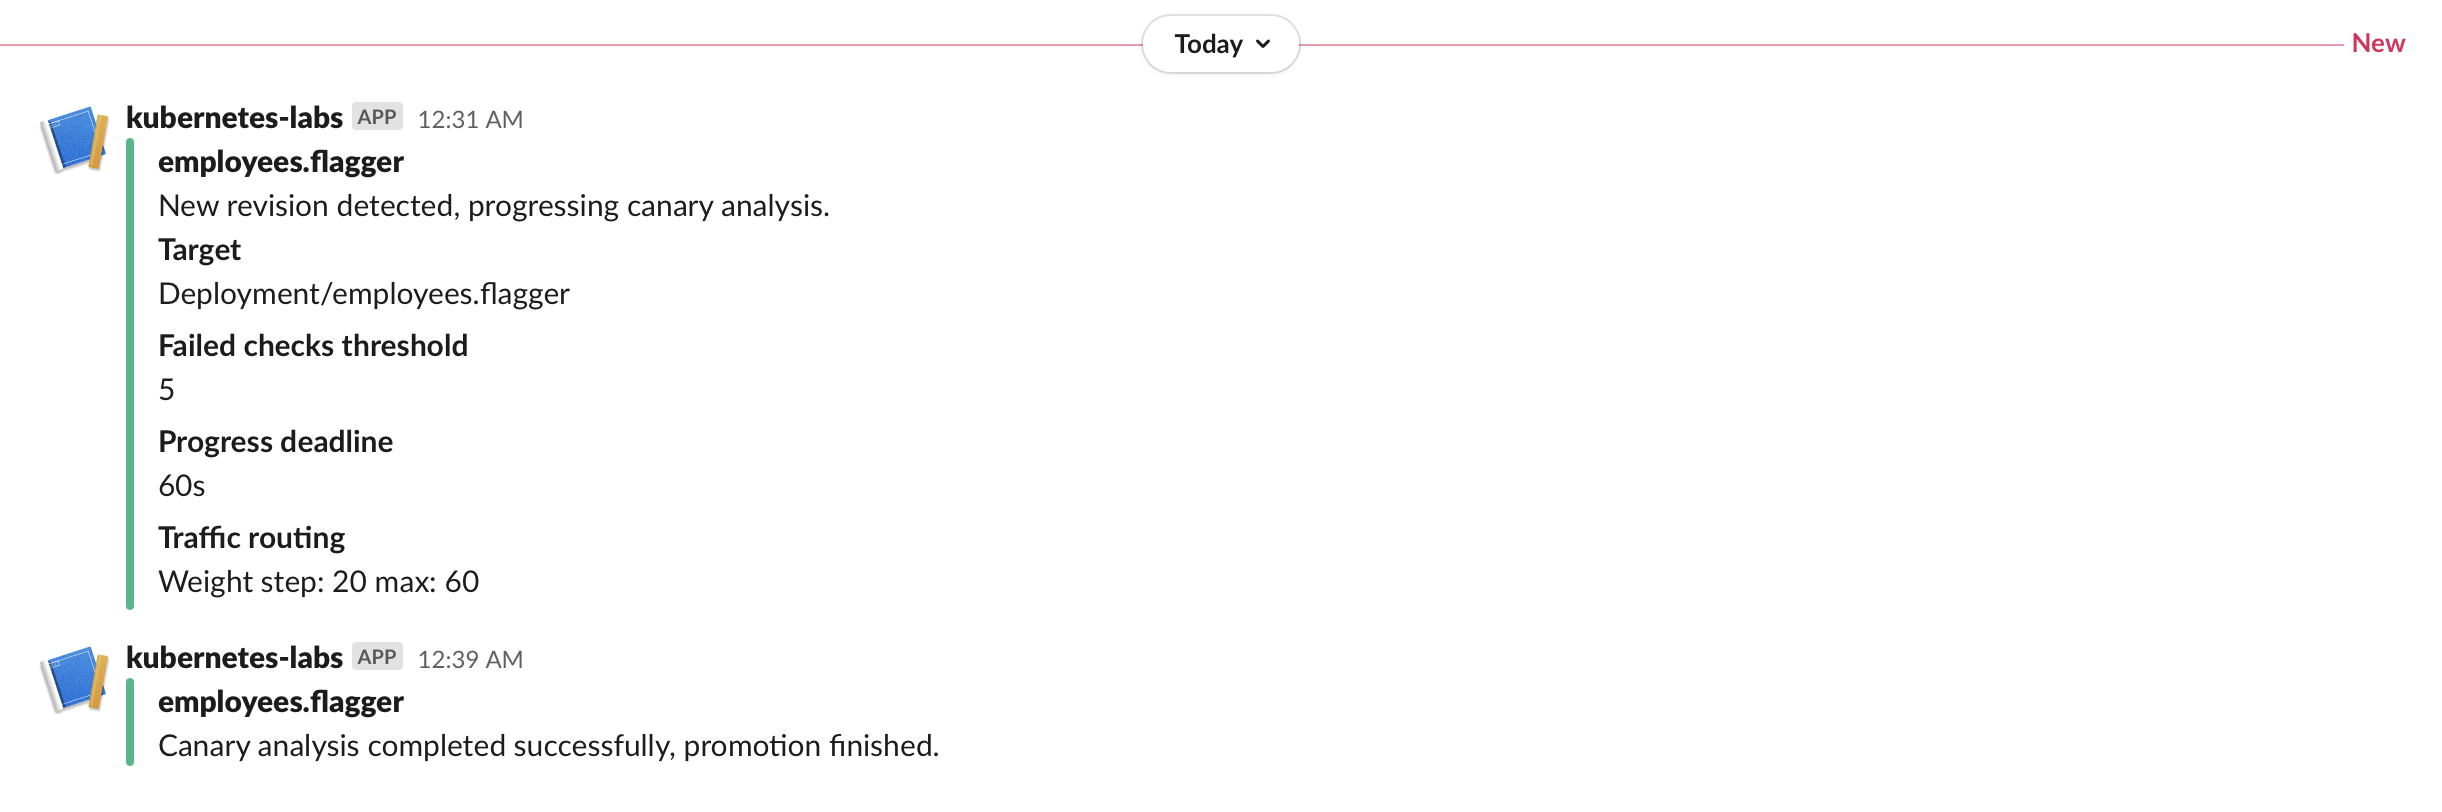 Today
New
kubernetes-labs APP 12:31 AM
employees.flagger
New revision detected, progressing canary analysis.
Target
Deployment/employees.flagger
Failed checks threshold
5
Progress deadline
60s
Traffic routing
Weight step: 20 max: 60
kubernetes-labs APP 12:39 AM
employees.flagger
Canary analysis completed successfully, promotion finished.